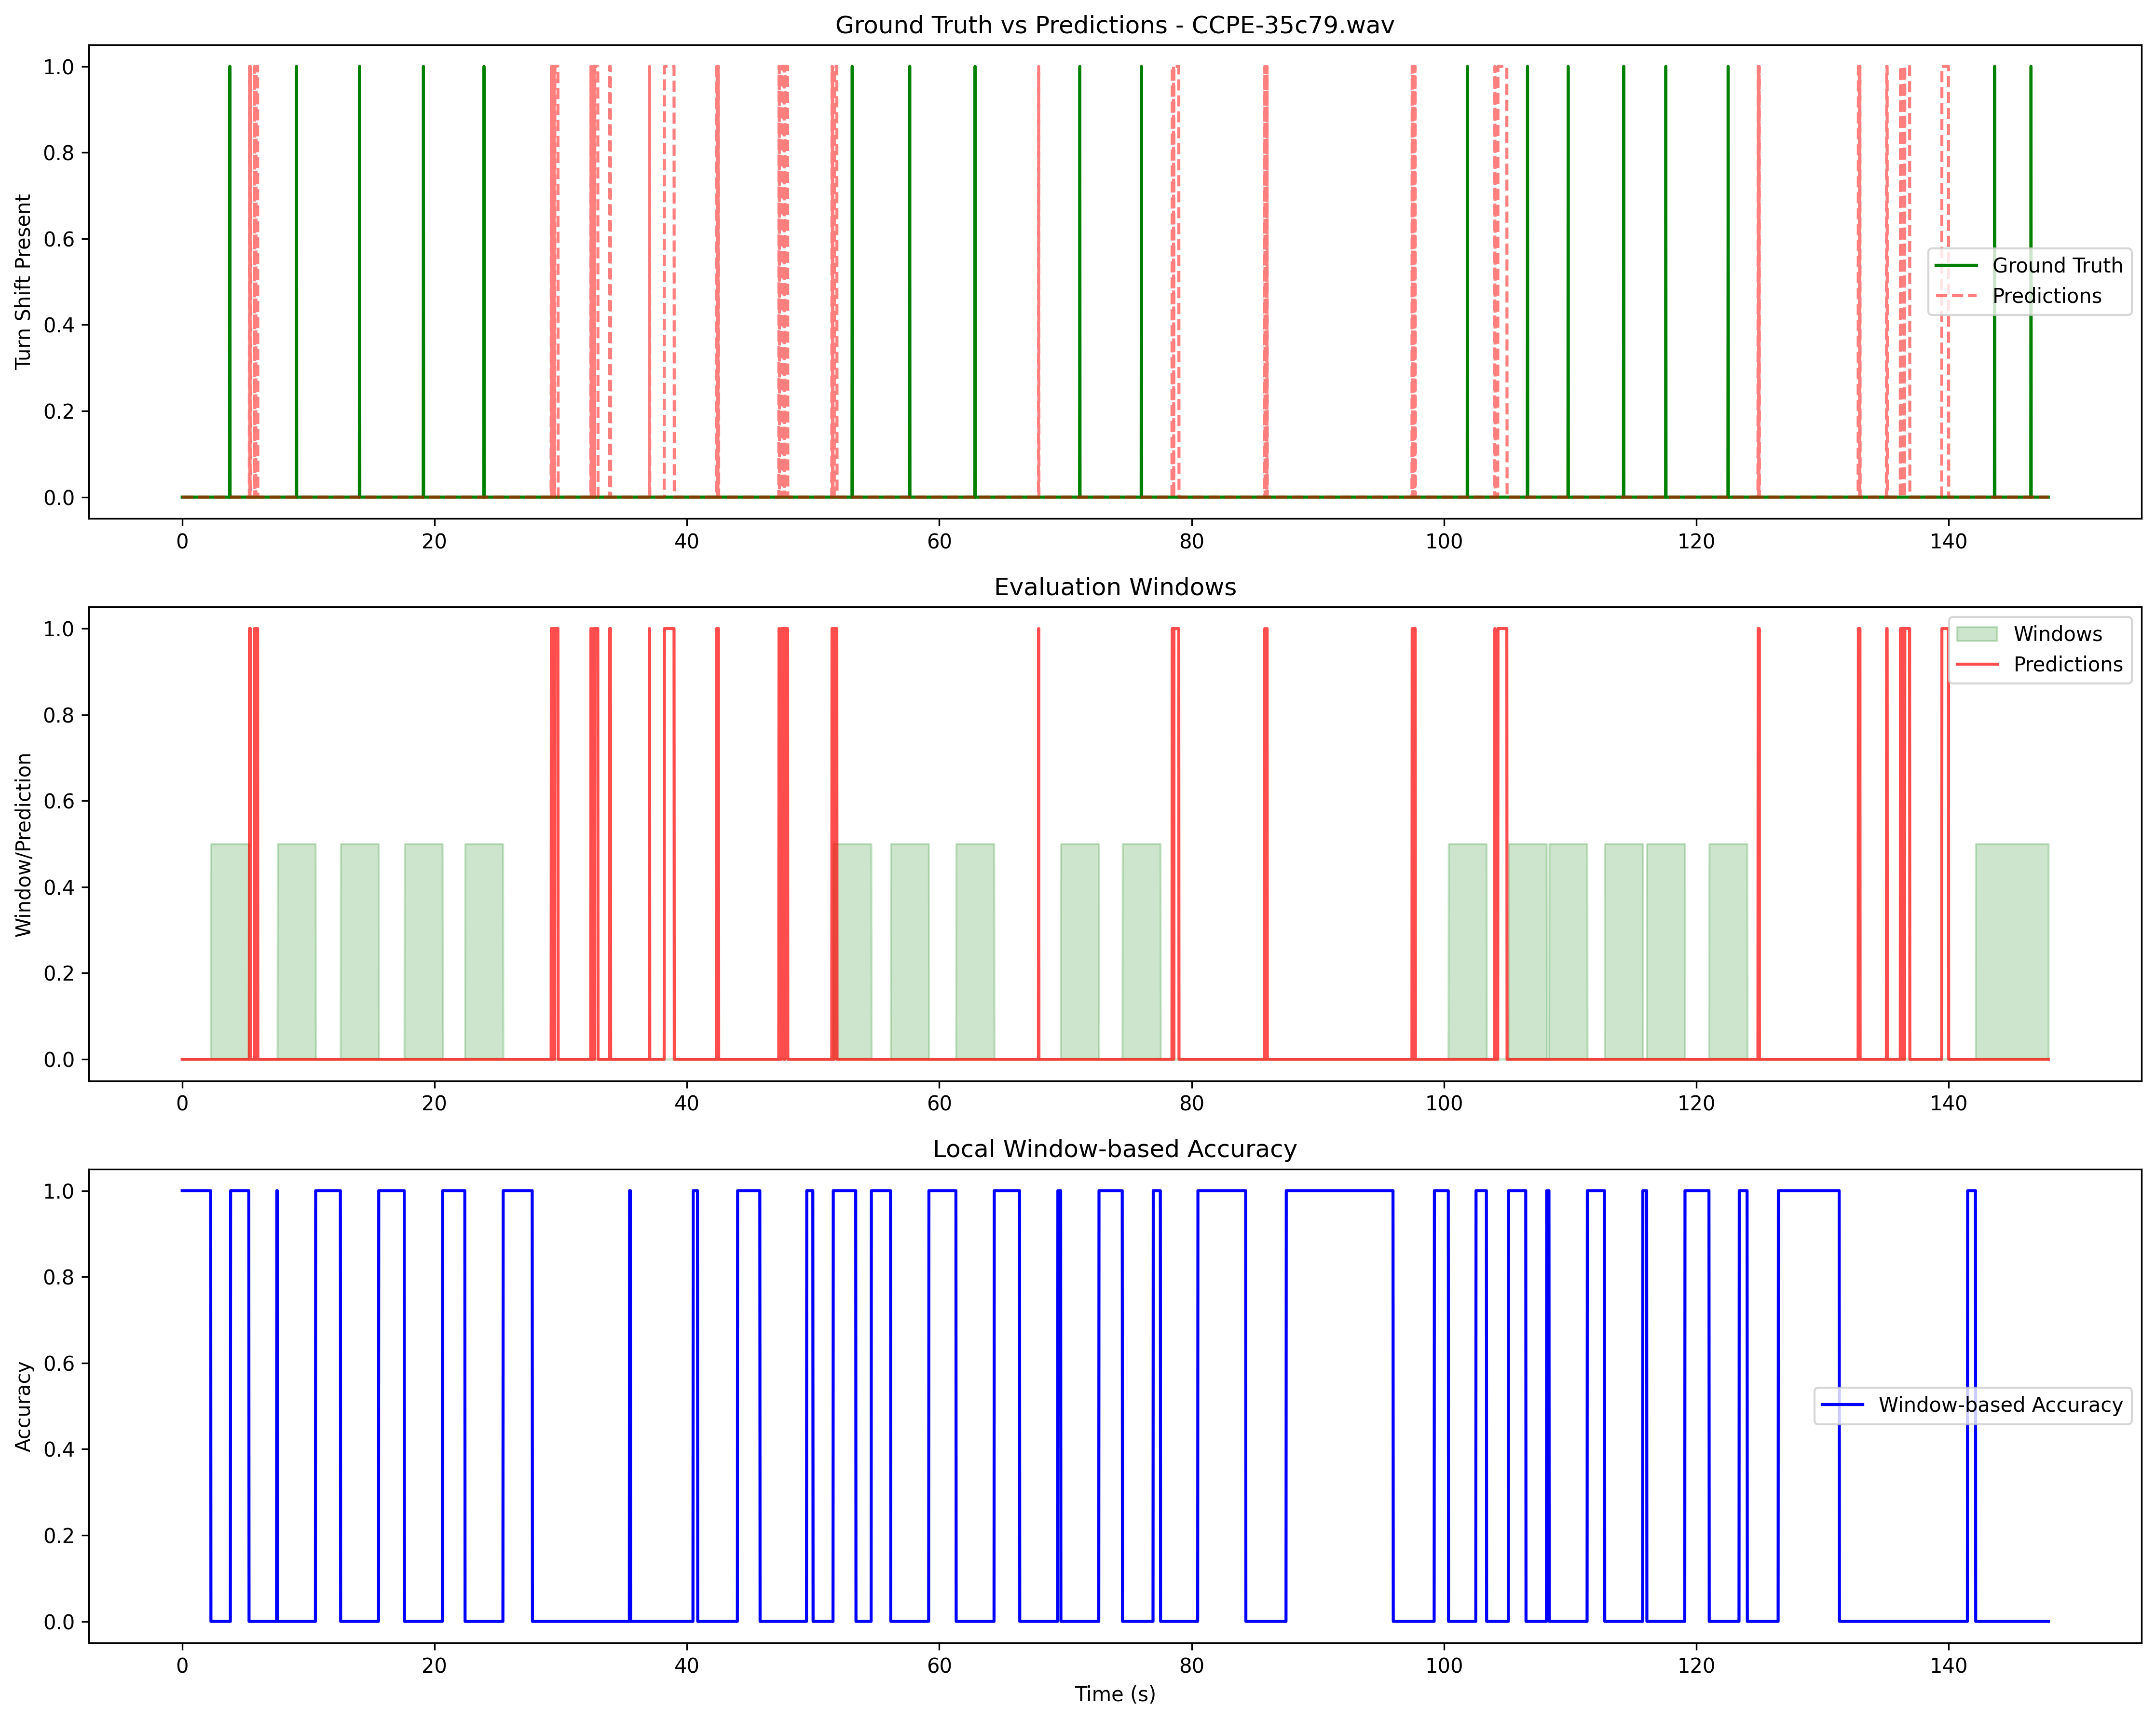 Ground Truth vs Predictions - CCPE-35c79.wav
1.0
0.8
0.6
0.4
0.2
0.0
Turn Shift Present
Ground Truth
Predictions
0 20 40 60 80 100 120 140
Evaluation Windows
1.0
0.8
0.6
0.4
0.2
0.0
Window/Prediction
Windows
Predictions
0 20 40 60 80 100 120 140
Local Window-based Accuracy
1.0
0.8
0.6
0.4
0.2
0.0
Accuracy
Window-based Accuracy
0 20 40 60 80 100 120 140
Time (s)